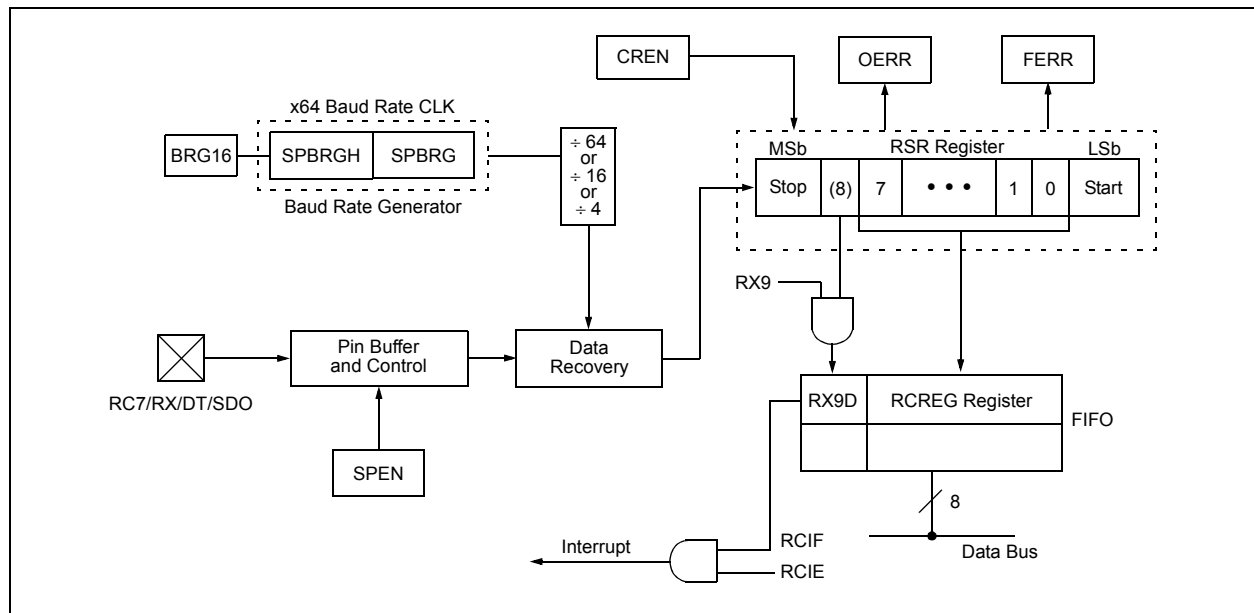 CREN
OERR
FERR
x64 Baud Rate CLK
BRG16
SPBRGH
SPBRG
Baud Rate Generator
÷ 64
or
÷ 16
or
÷ 4
MSb
RSR Register
LSb
Stop
(8)
7
• • •
1
0
Start
RX9
Pin Buffer
and Control
Data
Recovery
RC7/RX/DT/SDO
SPEN
RX9D
RCREG Register
FIFO
8
Data Bus
Interrupt
RCIF
RCIE